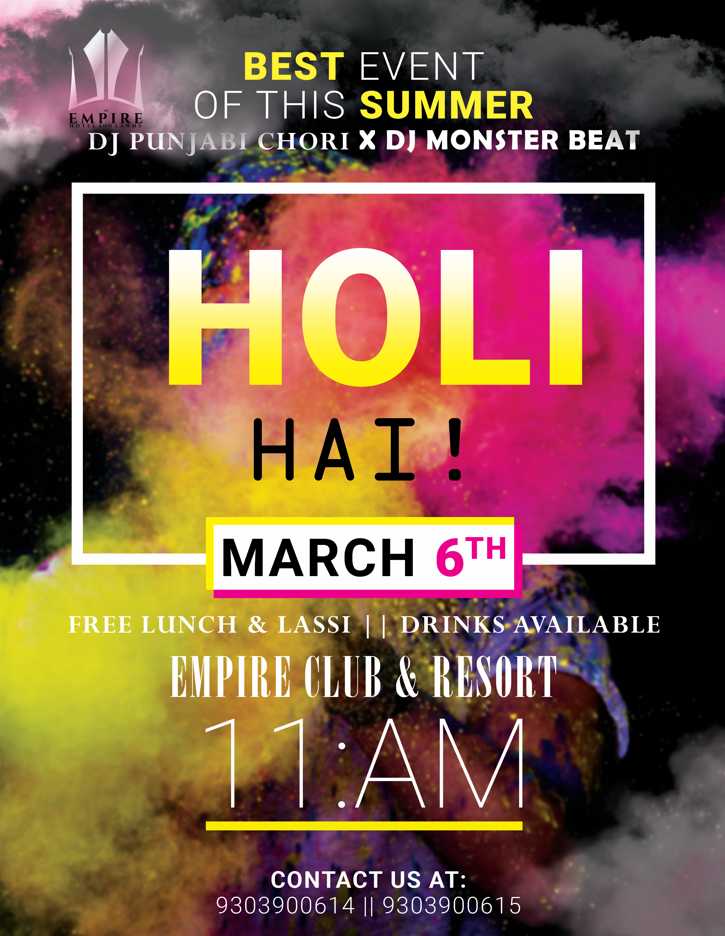 BEST EVENT
OF THIS SUMMER
EMPIRE
DJ PUNJABI CHORI X DJ MONSTER BEAT
HOLI
HAI!
MARCH 6TH
FREE LUNCH & LASSI || DRINKS AVAILABLE
EMPIRE CLUB & RESORT
11:AM
CONTACT US AT:
9303900614 || 9303900615